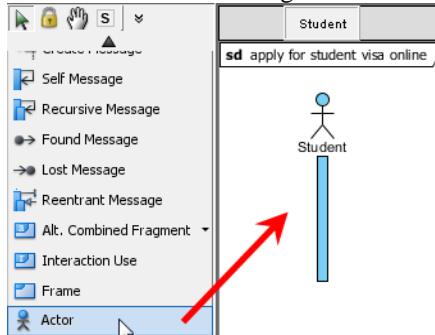 S
Student
sd apply for student visa online
Self Message
Recursive Message
Found Message
Lost Message
Reentrant Message
Alt. Combined Fragment
Interaction Use
Frame
Actor
Student